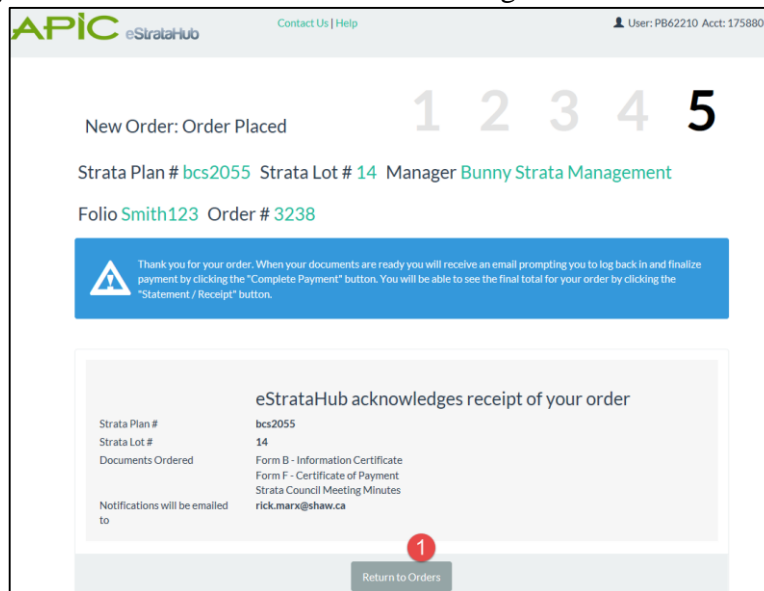 APIC eStrataHub
Contact Us | Help
User: PB62210 Acct: 175880
New Order: Order Placed
1 2 3 4 5
Strata Plan # bcs2055 Strata Lot # 14 Manager Bunny Strata Management
Folio Smith123 Order # 3238
Thank you for your order. When your documents are ready you will receive an email prompting you to log back in and finalize
payment by clicking the "Complete Payment" button. You will be able to see the final total for your order by clicking the
"Statement / Receipt" button.
eStrataHub acknowledges receipt of your order
Strata Plan # bcs2055
Strata Lot # 14
Documents Ordered Form B - Information Certificate
Form F - Certificate of Payment
Strata Council Meeting Minutes
Notifications will be emailed rick.marx@shaw.ca
to
1
Return to Orders